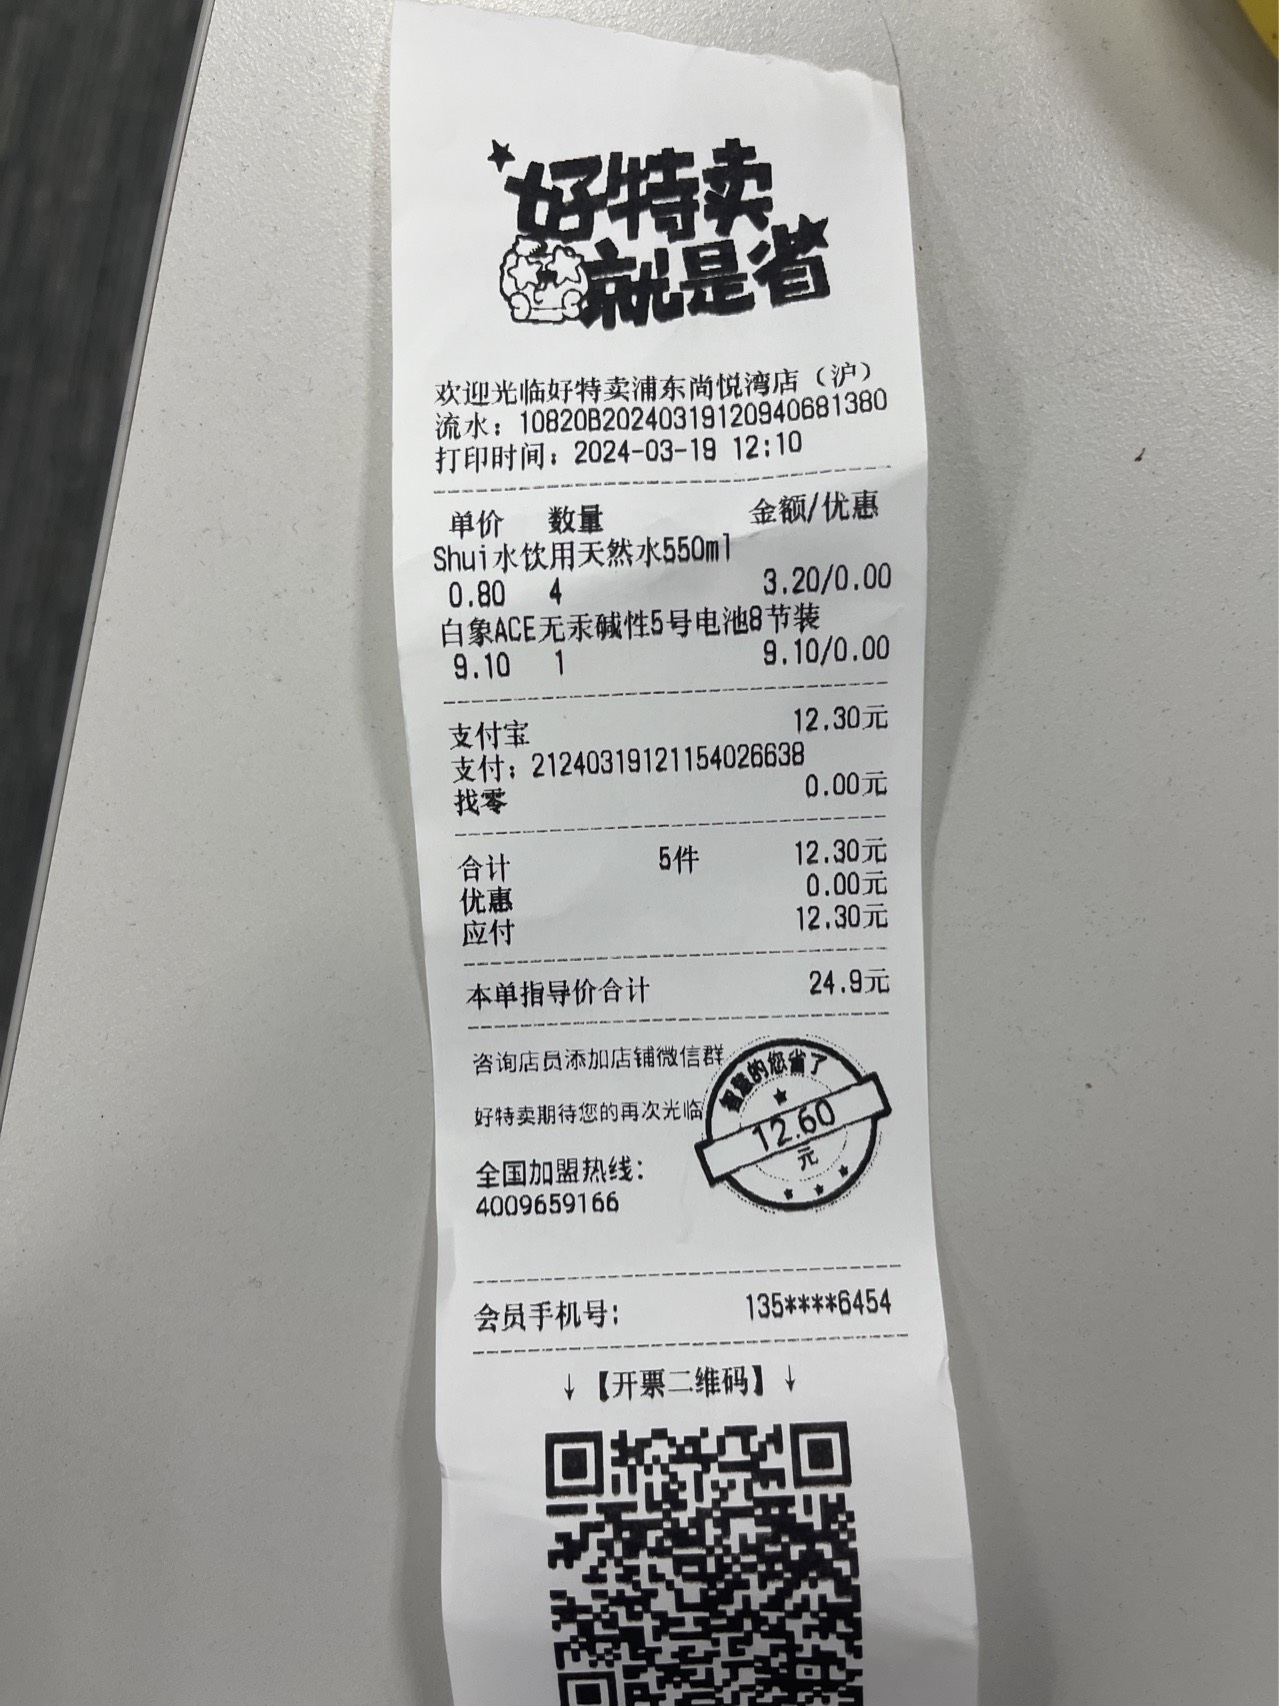 好特卖
就是省
欢迎光临好特卖浦东尚悦湾店（沪）
流水：10820B20240319120940681380
打印时间：2024-03-19 12:10
单价 数量 金额/优惠
Shui水饮用天然水550ml
0.80 4 3.20/0.00
白象ACE无汞碱性5号电池8节装
9.10 1 9.10/0.00
支付宝 12.30元
支付：21240319121154026638
找零 0.00元
合计 5件 12.30元
优惠 0.00元
应付 12.30元
本单指导价合计 24.9元
咨询店员添加店铺微信群
好特卖期待您的再次光临
智慧的您省了
12.60
元
全国加盟热线：
4009659166
会员手机号： 135****6454
↓【开票二维码】↓